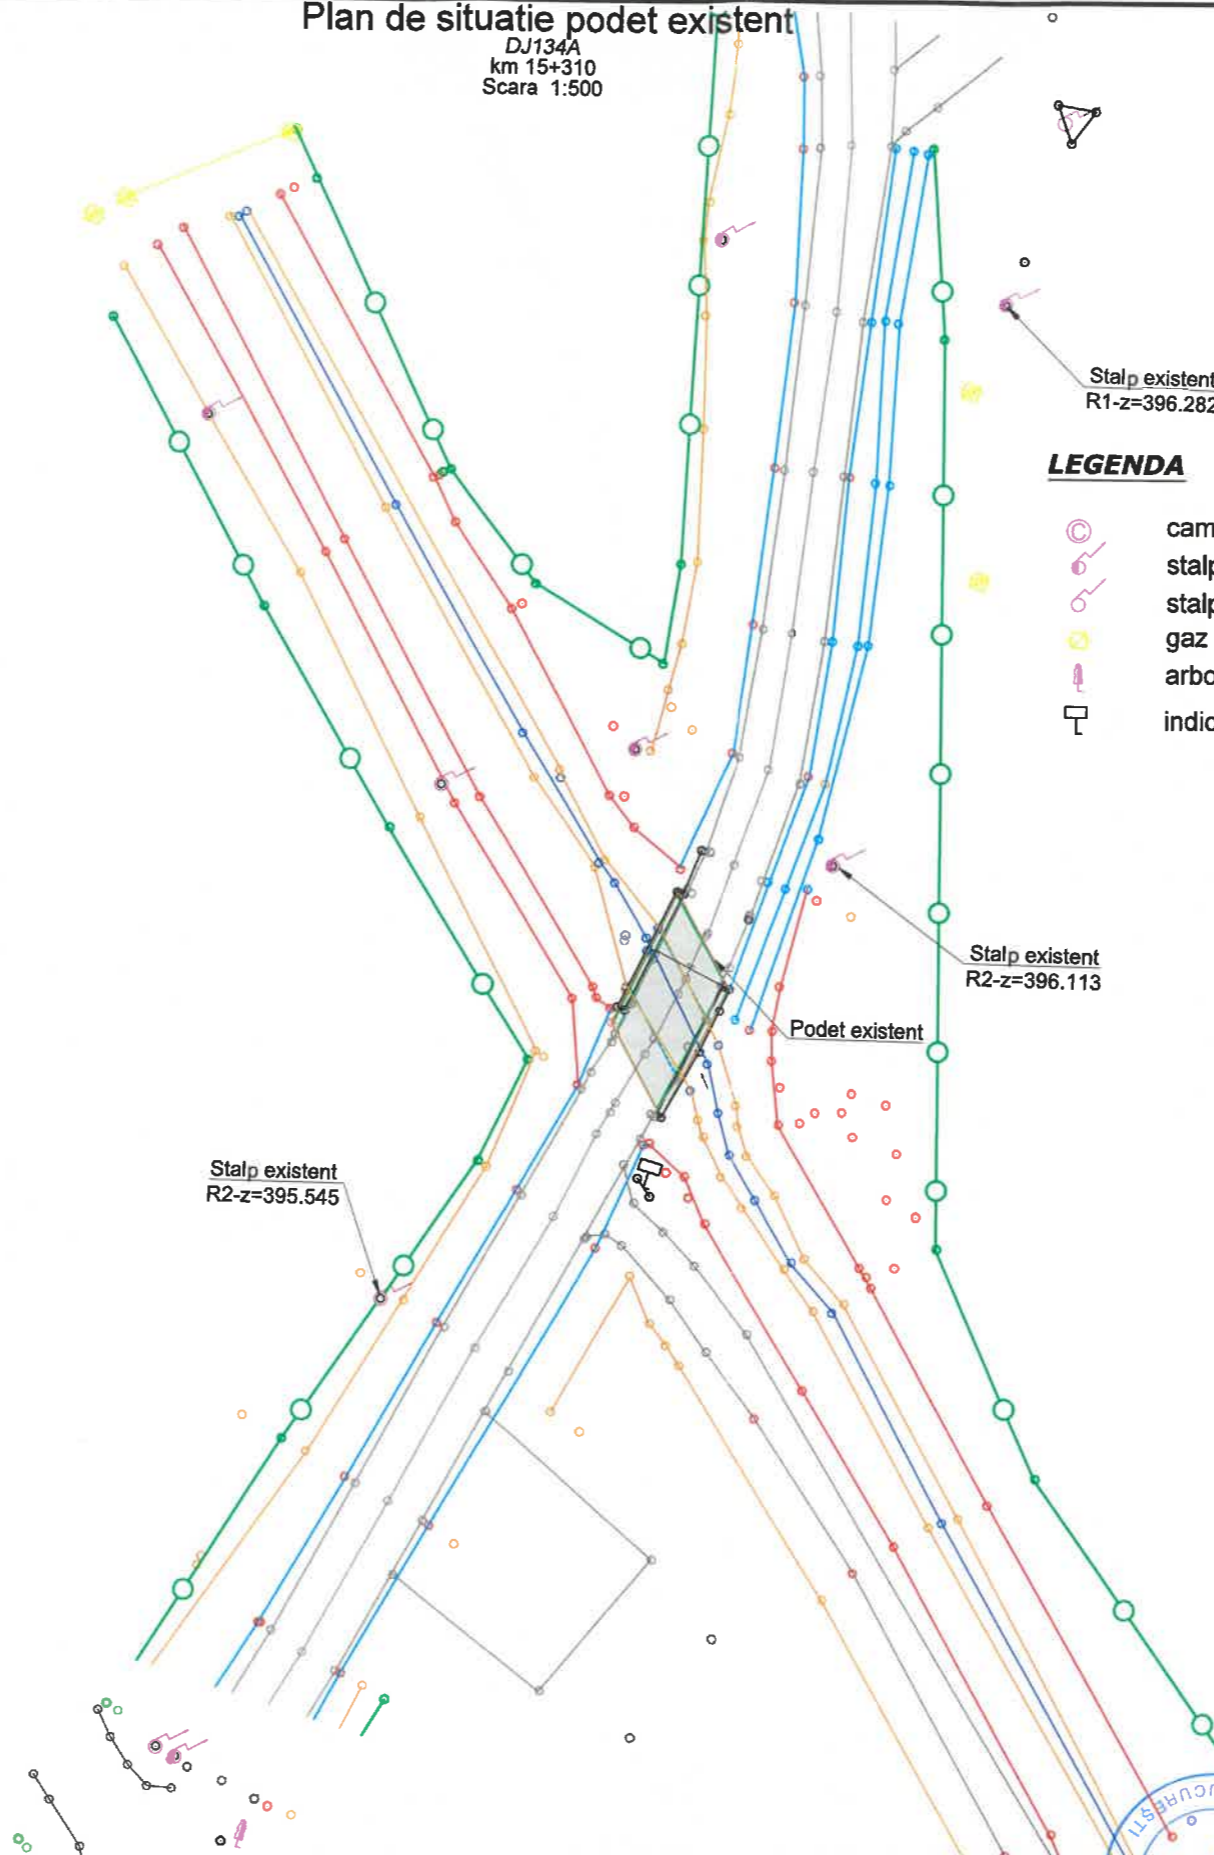 Plan de situatie podet existent
DJ134A
km 15+310
Scara 1:500
Stalp existent
R1-z=396.282
LEGENDA
C
gaz
Stalp existent
R2-z=396.113
Podet existent
Stalp existent
R2-z=395.545